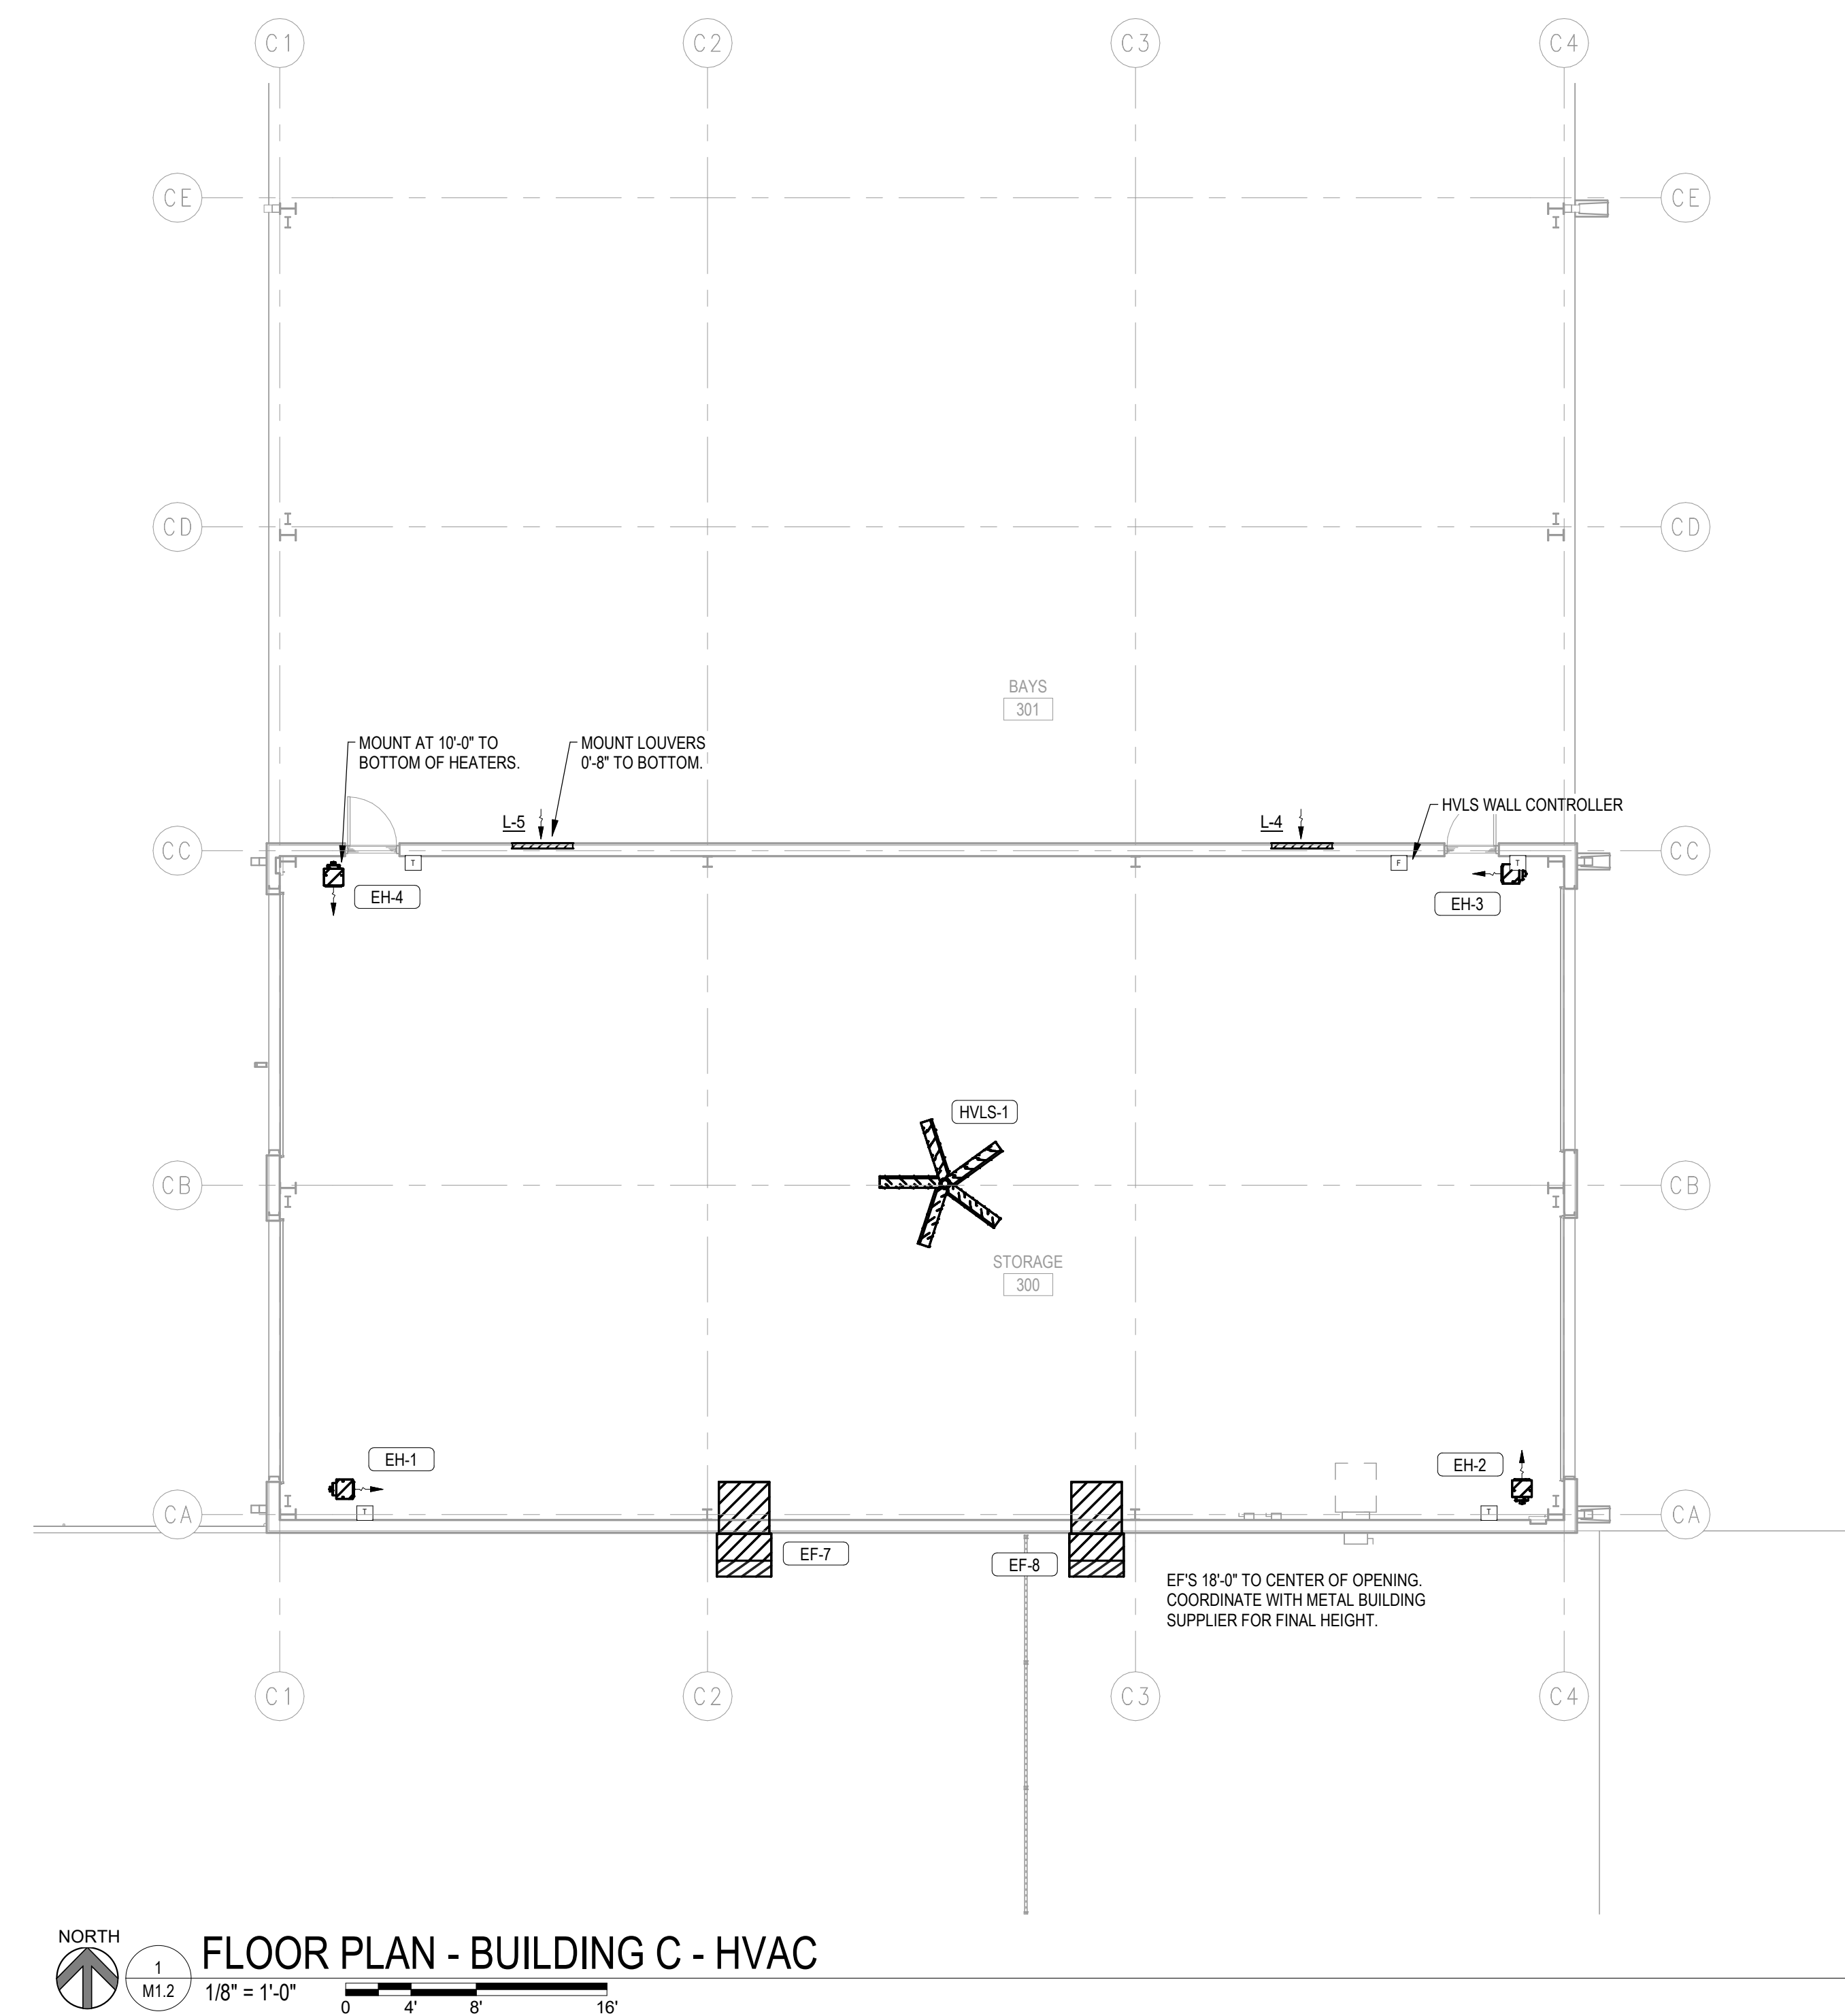 C1 C2 C3 C4
CE CE
CD CD
BAYS
301
MOUNT AT 10'-0" TO
BOTTOM OF HEATERS.
MOUNT LOUVERS
0'-8" TO BOTTOM.
HVLS WALL CONTROLLER
L-5 L-4
CC CC
T F T
EH-4 EH-3
HVLS-1
CB CB
STORAGE
300
EH-1 EH-2
T T
CA CA
EF-7 EF-8
EF'S 18'-0" TO CENTER OF OPENING.
COORDINATE WITH METAL BUILDING
SUPPLIER FOR FINAL HEIGHT.
C1 C2 C3 C4
NORTH
1
M1.2
FLOOR PLAN - BUILDING C - HVAC
1/8" = 1'-0"
0 4' 8' 16'